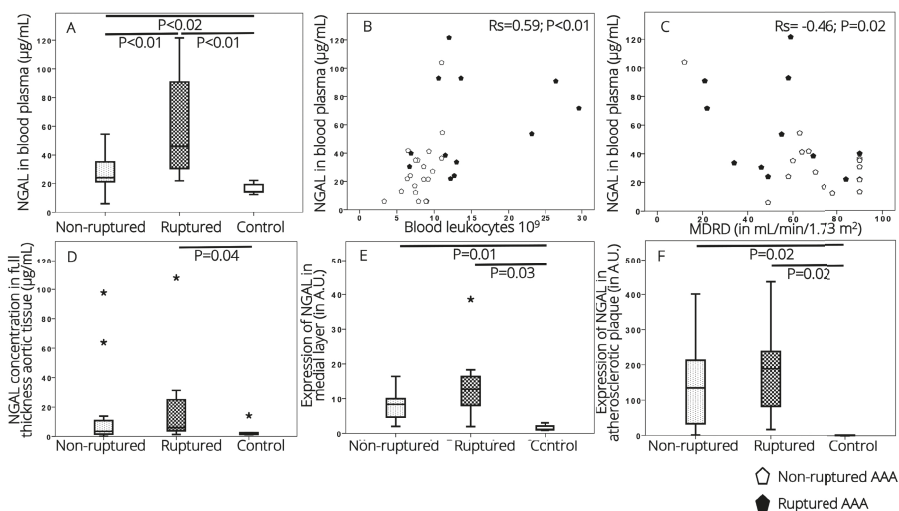 A
P<0.02
P<0.01 P<0.01
NGAL in blood plasma (µg/mL)
120
100
80
60
40
20
0
Non-ruptured Ruptured Control
B
Rs=0.59; P<0.01
NGAL in blood plasma (µg/mL)
120
100
80
60
40
20
0
0 5 10 15 20 25 30
Blood leukocytes 10⁹
C
Rs= -0.46; P=0.02
NGAL in blood plasma (µg/mL)
120
100
80
60
40
20
0
0 20 40 60 80 100
MDRD (in mL/min/1.73 m²)
D
P=0.04
NGAL concentration in full
thickness aortic tissue (µg/mL)
120
100
80
60
40
20
0
Non-ruptured Ruptured Control
E
P=0.01
P=0.03
Expression of NGAL in
medial layer (in A.U.)
50
40
30
20
10
0
Non-ruptured Ruptured Control
F
P=0.02
P=0.02
Expression of NGAL in
atherosclerotic plaque (in A.U.)
500
400
300
200
100
0
Non-ruptured Ruptured Control
Non-ruptured AAA
Ruptured AAA